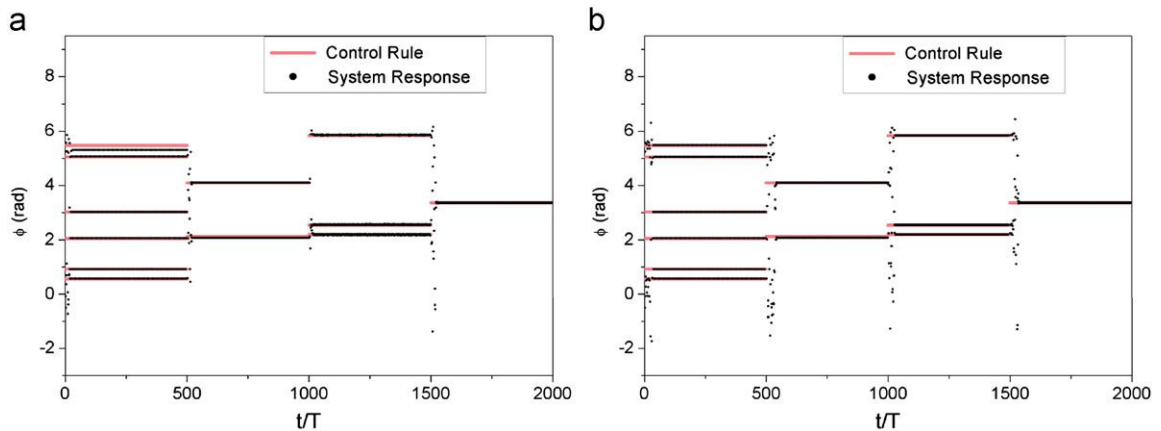 a
Control Rule
System Response
8
6
4
2
0
-2
ϕ (rad)
0 500 1000 1500 2000
t/T
b
Control Rule
System Response
8
6
4
2
0
-2
ϕ (rad)
0 500 1000 1500 2000
t/T